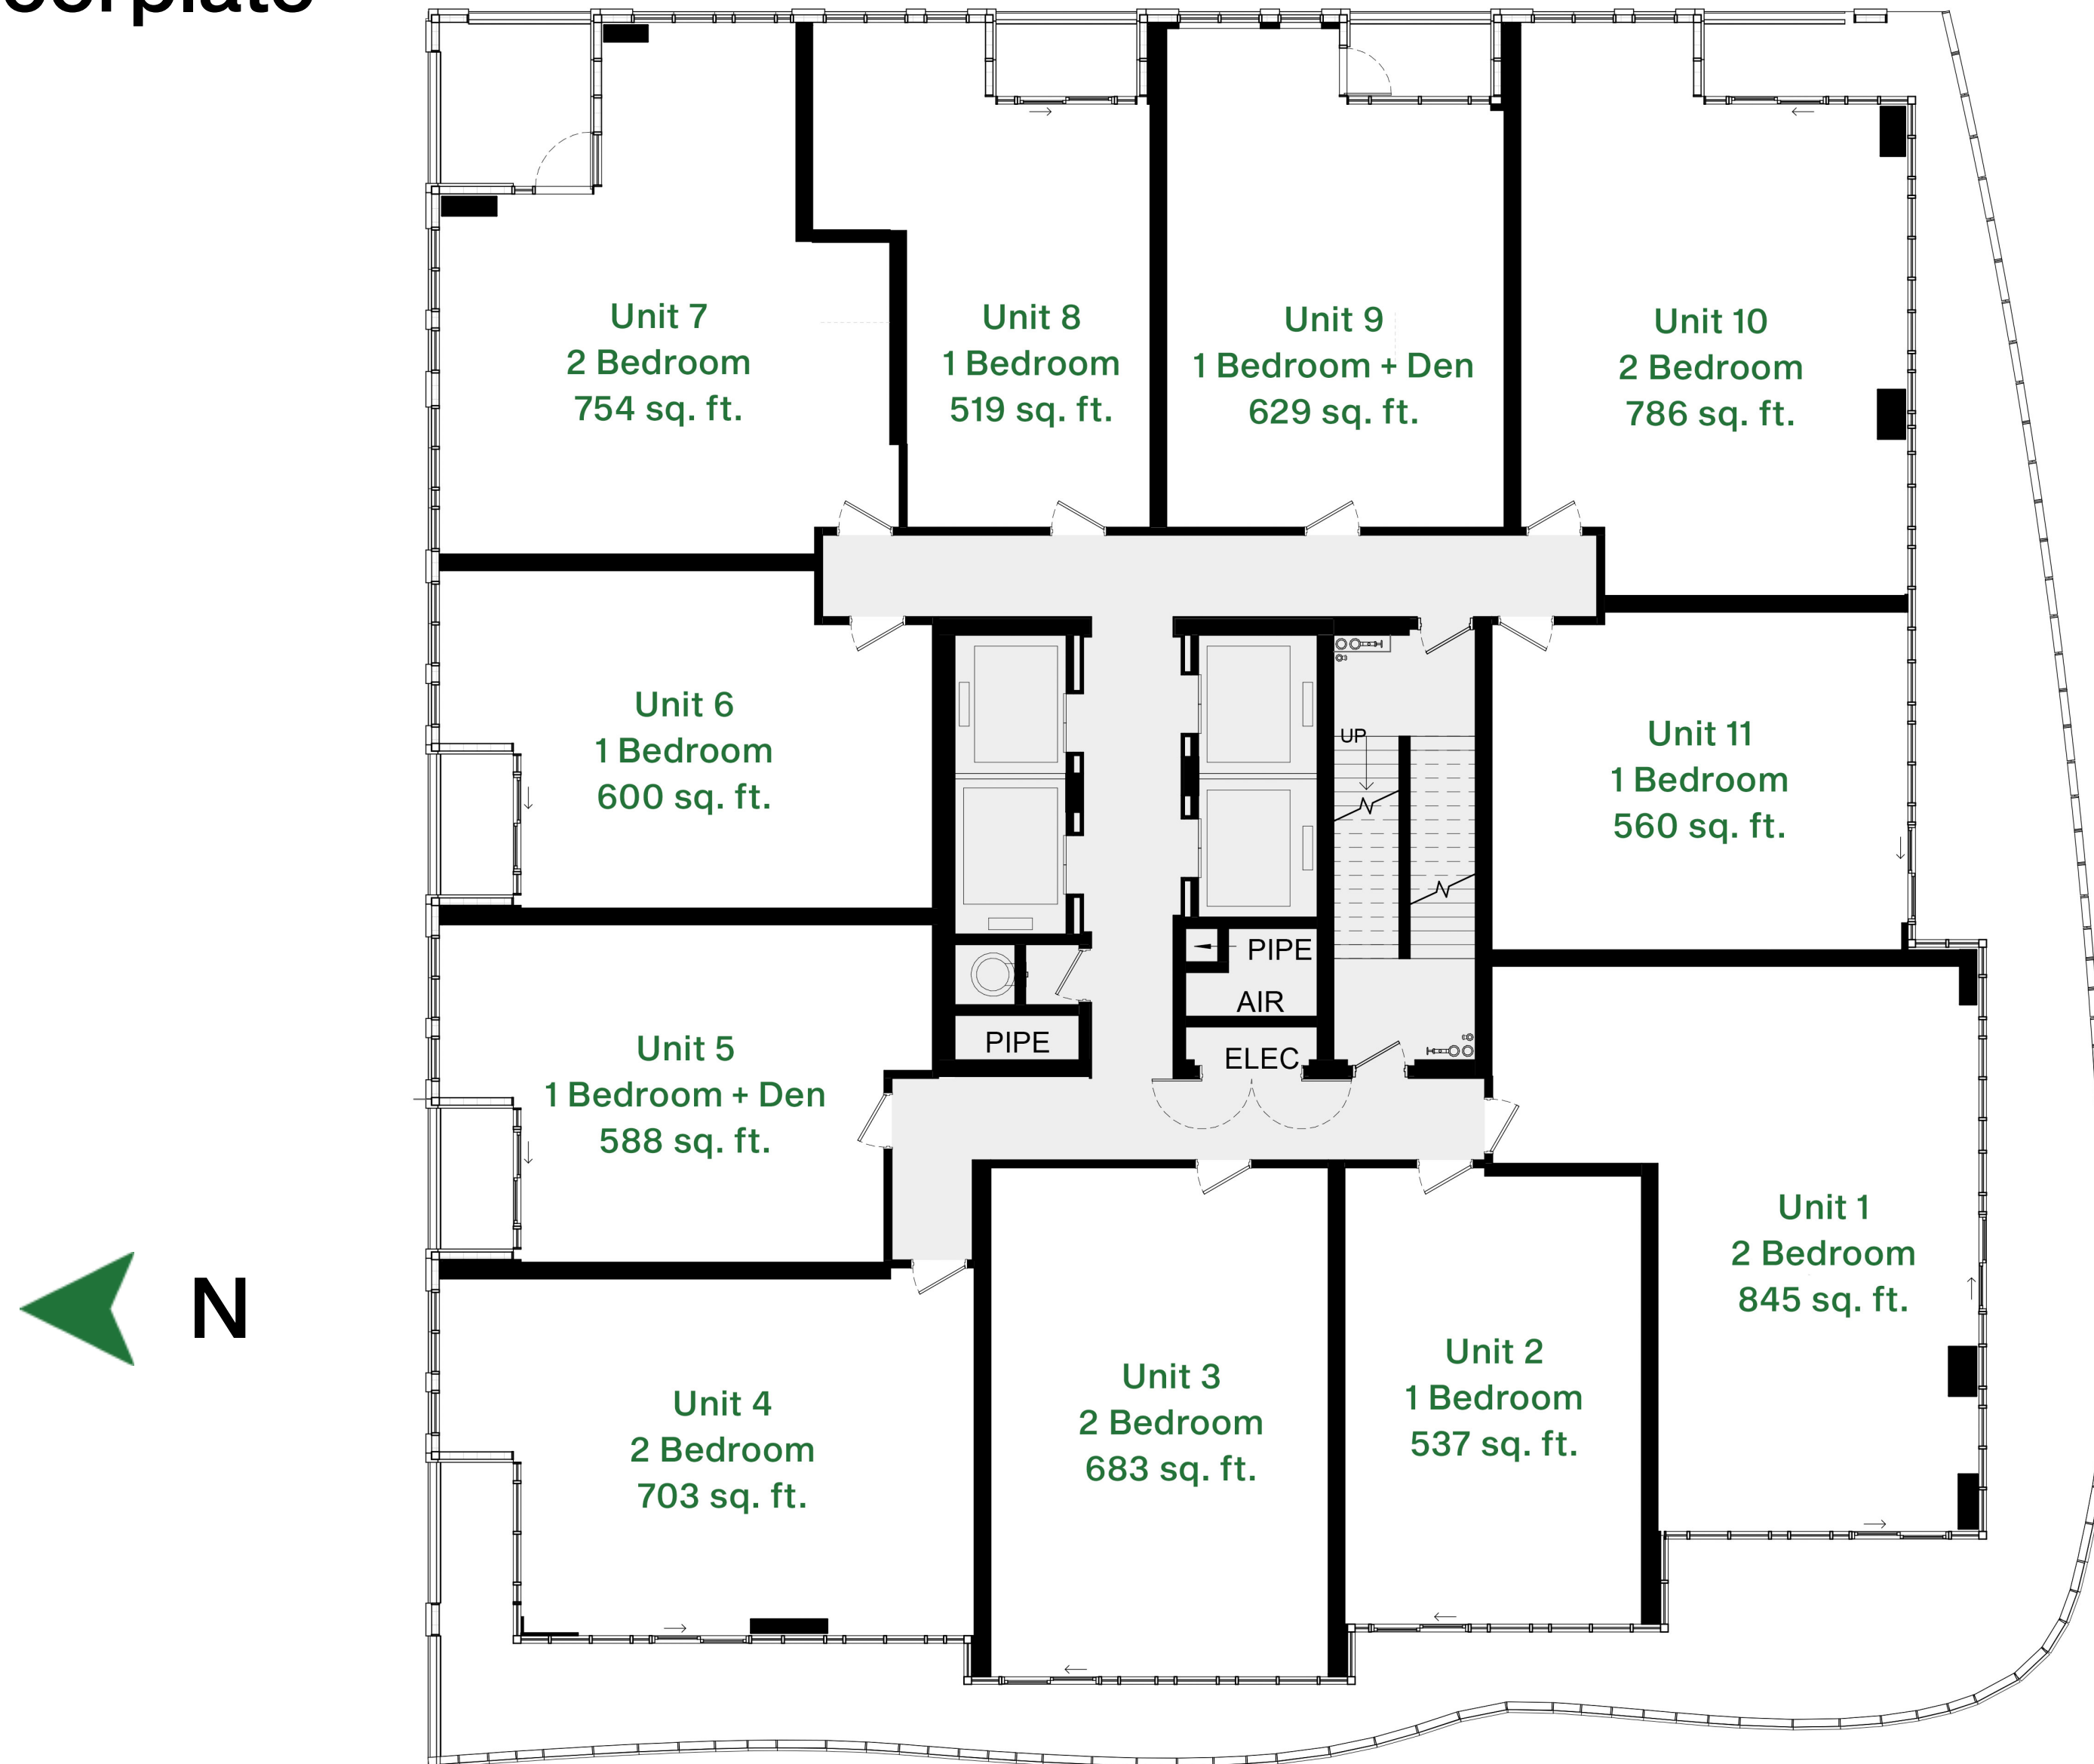 Unit 7
2 Bedroom
754 sq. ft.
Unit 8
1 Bedroom
519 sq. ft.
Unit 9
1 Bedroom + Den
629 sq. ft.
Unit 10
2 Bedroom
786 sq. ft.
Unit 6
1 Bedroom
600 sq. ft.
UP
Unit 11
1 Bedroom
560 sq. ft.
PIPE
AIR
PIPE
ELEC
Unit 5
1 Bedroom + Den
588 sq. ft.
Unit 1
2 Bedroom
845 sq. ft.
N
Unit 4
2 Bedroom
703 sq. ft.
Unit 3
2 Bedroom
683 sq. ft.
Unit 2
1 Bedroom
537 sq. ft.